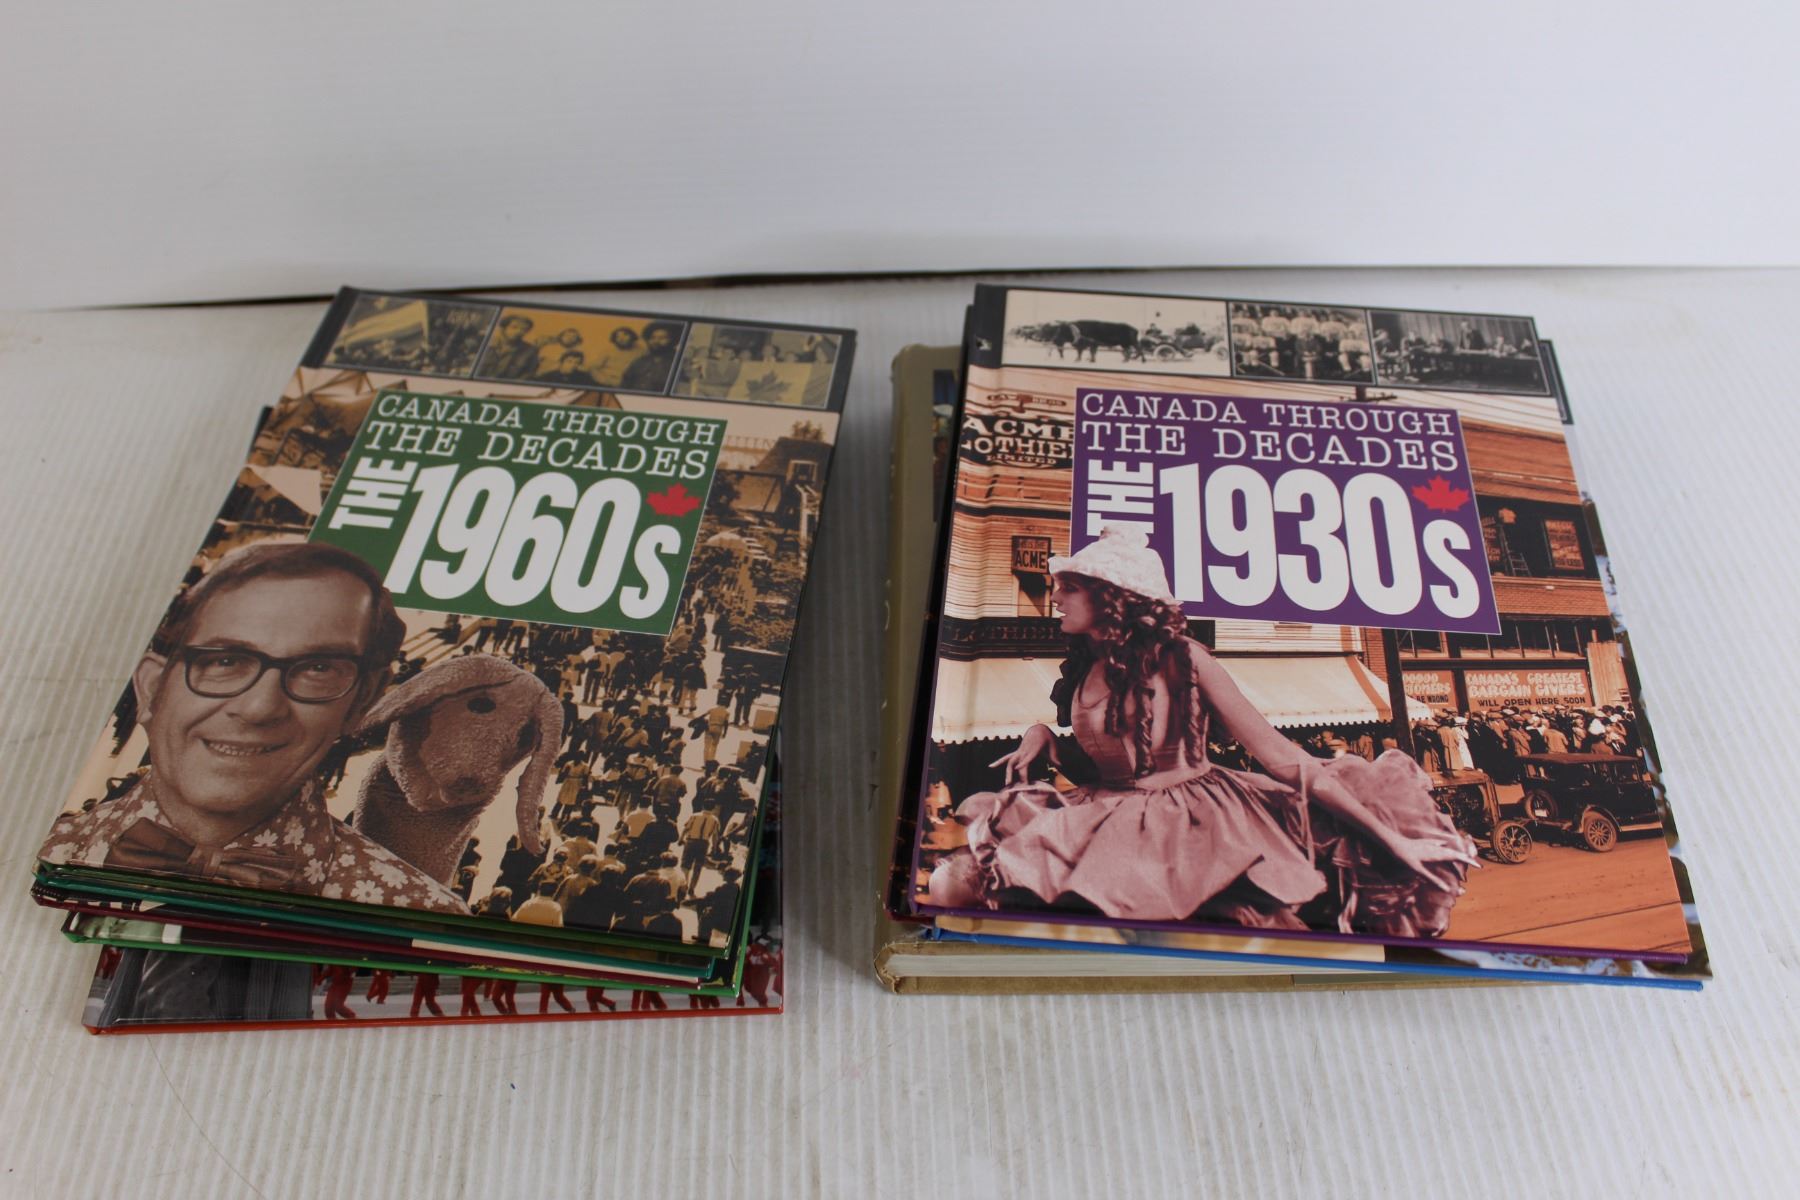 CANADA THROUGH
THE DECADES
THE
1960s
CANADA THROUGH
THE DECADES
THE
1930s
ACME
LIMITED
ACME
CANADA'S GREATEST
BARGAIN GIVERS
WILL OPEN HERE SOON